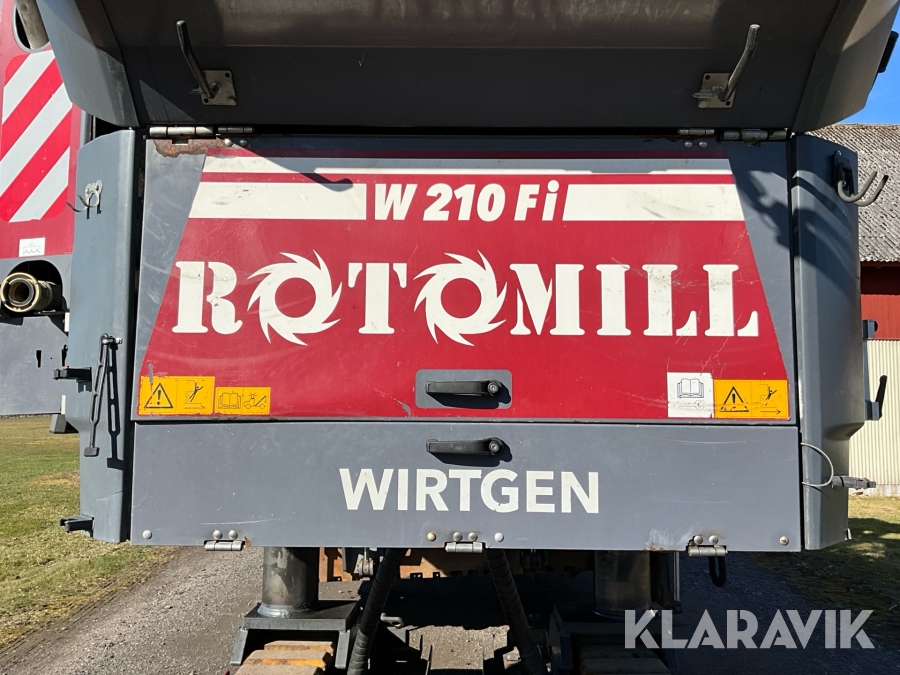 W 210 Fi
ROTOMILL
WIRTGEN
KLARAVIK